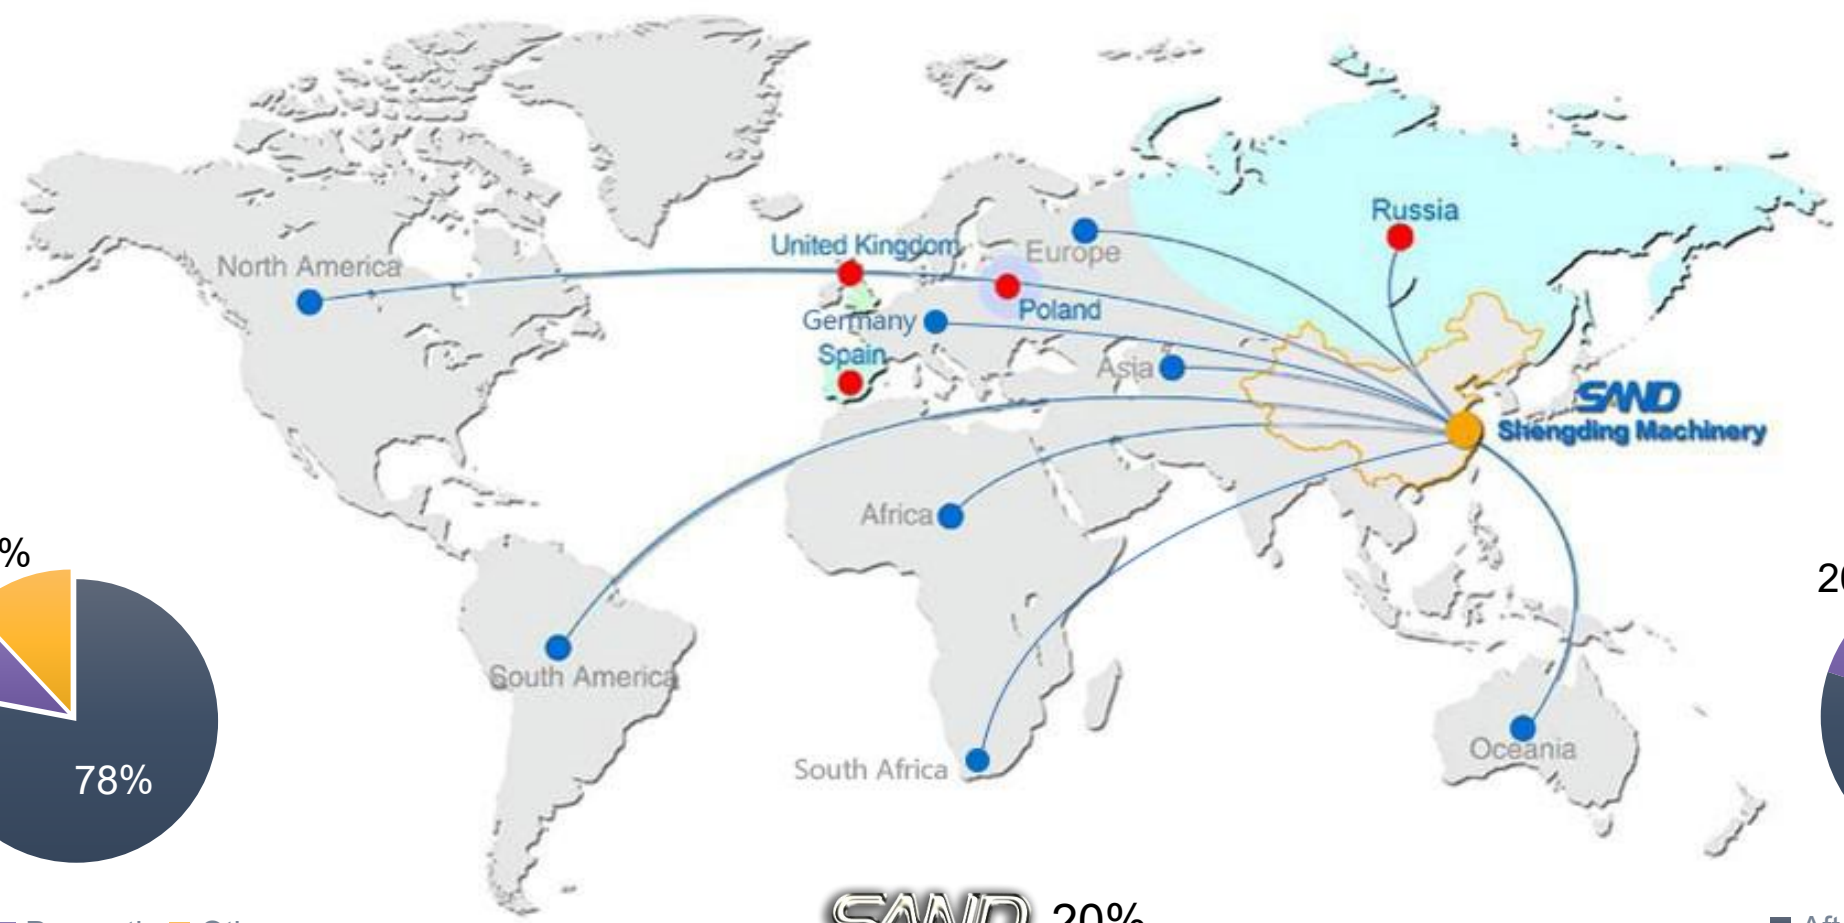 Russia
United Kingdom
Europe
North America
Poland
Germany
Spain
Asia
SAND
Shengding Machinery
Africa
%
20
South America
78%
Oceania
South Africa
SAND 20%